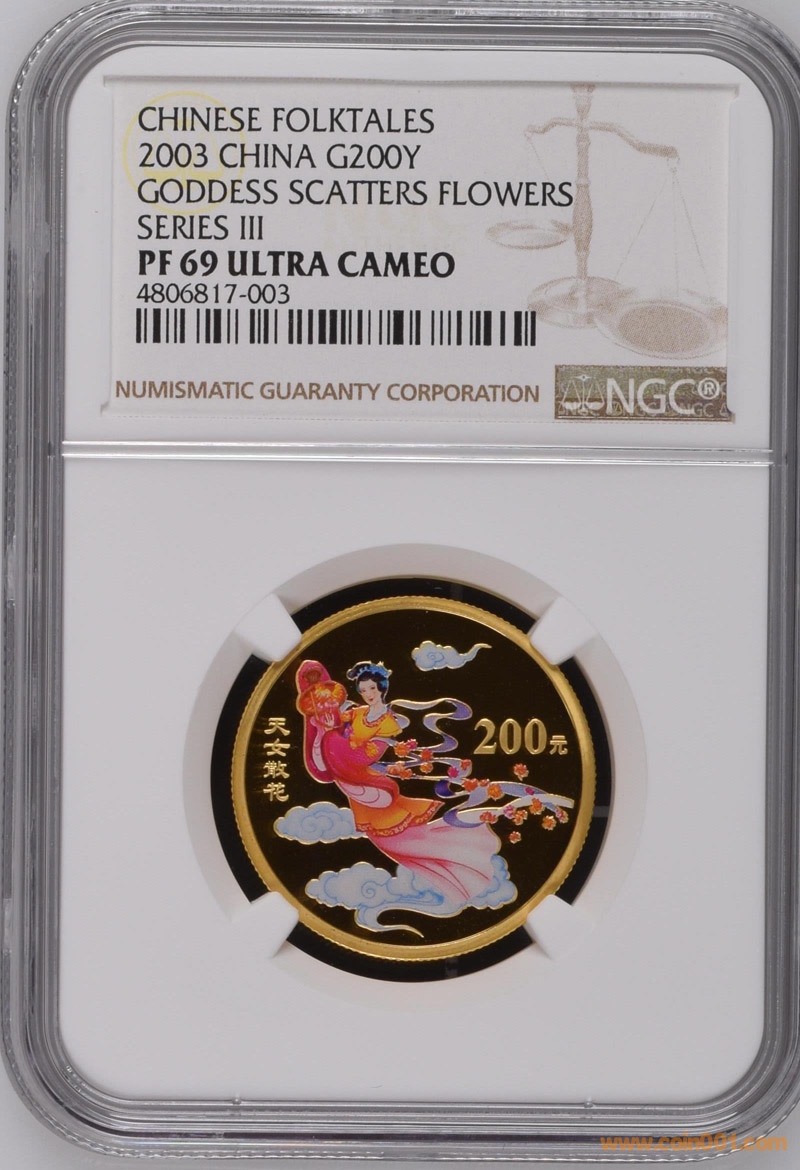 CHINESE FOLKTALES
2003 CHINA G200Y
GODDESS SCATTERS FLOWERS
SERIES III
PF 69 ULTRA CAMEO
4806817-003
NUMISMATIC GUARANTY CORPORATION
NGC®
天女散花
200元
www.coin001.com